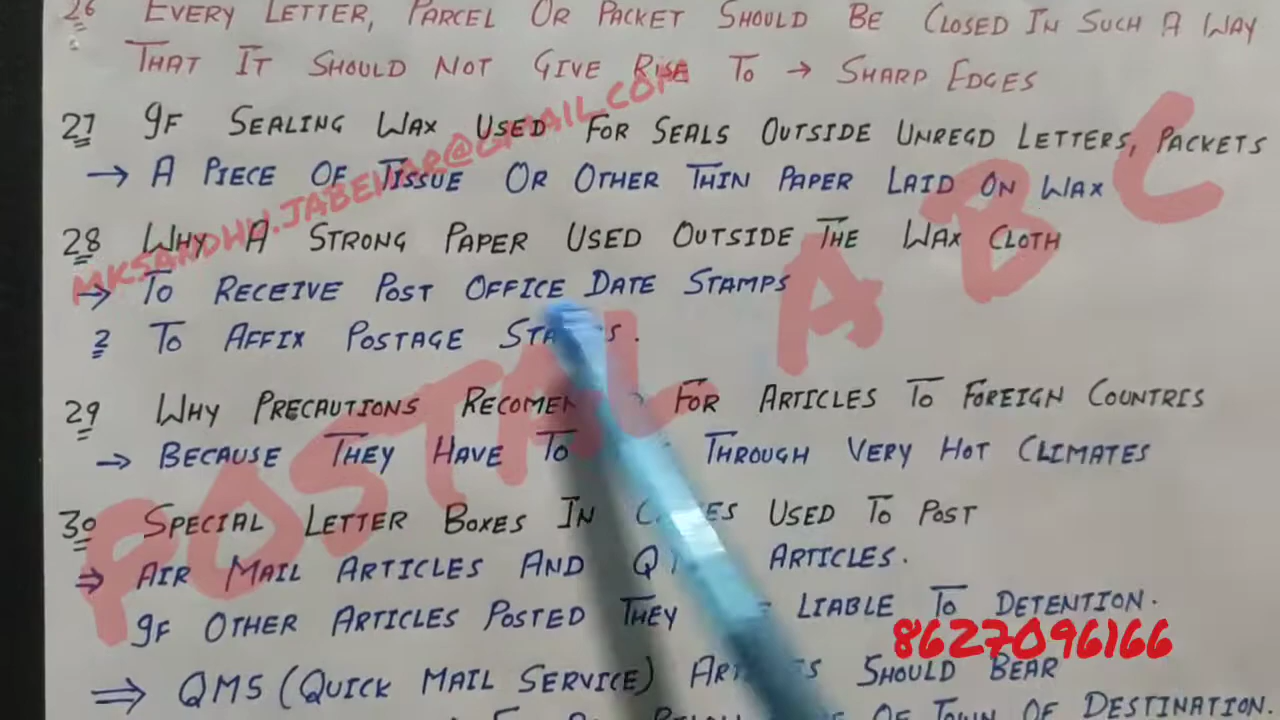 26 EVERY LETTER, PARCEL OR PACKET SHOULD BE CLOSED IN SUCH A WAY
THAT IT SHOULD NOT GIVE RISE TO → SHARP EDGES
27 IF SEALING WAX USED FOR SEALS OUTSIDE UNREGD LETTERS, PACKETS
→ A PIECE OF TISSUE OR OTHER THIN PAPER LAID ON WAX
28 WHY A STRONG PAPER USED OUTSIDE THE WAX CLOTH
→ TO RECEIVE POST OFFICE DATE STAMPS
2 TO AFFIX POSTAGE
29 WHY PRECAUTIONS FOR ARTICLES TO FOREIGN COUNTRIS
→ BECAUSE THEY HAVE TO THROUGH VERY HOT CLIMATES
30 SPECIAL LETTER BOXES IN USED TO POST
⇒ AIR MAIL ARTICLES AND ARTICLES.
IF OTHER ARTICLES POSTED THEY LIABLE TO DETENTION.
⇒ QMS (QUICK MAIL SERVICE) SHOULD BEAR
OF TOWN OF DESTINATION.
MKSANDHU.JABEWAR@GMAIL.COM
POSTAL A B C
8627096166